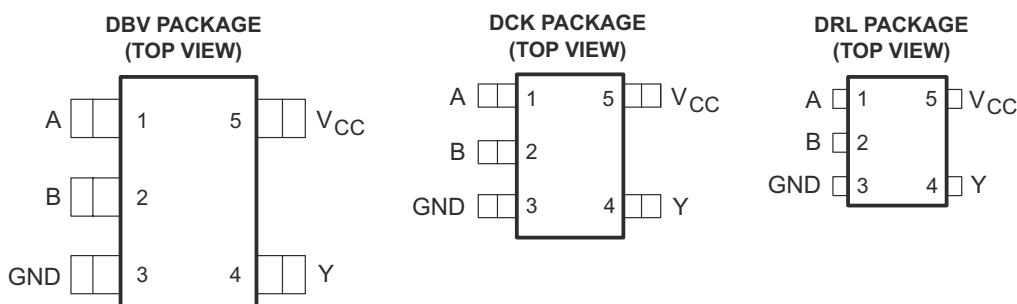 DBV PACKAGE
(TOP VIEW)
A 1 5 VCC
B 2
GND 3 4 Y
DCK PACKAGE
(TOP VIEW)
A 1 5 VCC
B 2
GND 3 4 Y
DRL PACKAGE
(TOP VIEW)
A 1 5 VCC
B 2
GND 3 4 Y